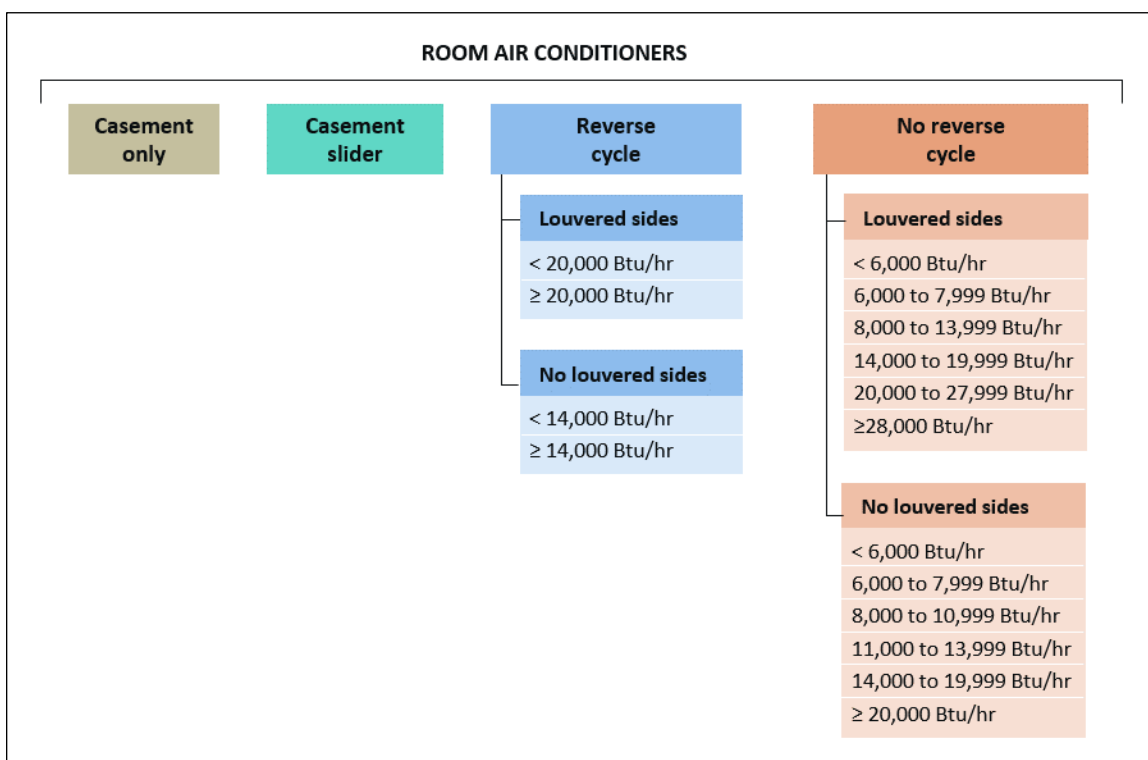 ROOM AIR CONDITIONERS
Casement
only
Casement
slider
Reverse
cycle
Louvered sides
< 20,000 Btu/hr
≥ 20,000 Btu/hr
No louvered sides
< 14,000 Btu/hr
≥ 14,000 Btu/hr
No reverse
cycle
Louvered sides
< 6,000 Btu/hr
6,000 to 7,999 Btu/hr
8,000 to 13,999 Btu/hr
14,000 to 19,999 Btu/hr
20,000 to 27,999 Btu/hr
≥28,000 Btu/hr
No louvered sides
< 6,000 Btu/hr
6,000 to 7,999 Btu/hr
8,000 to 10,999 Btu/hr
11,000 to 13,999 Btu/hr
14,000 to 19,999 Btu/hr
≥ 20,000 Btu/hr